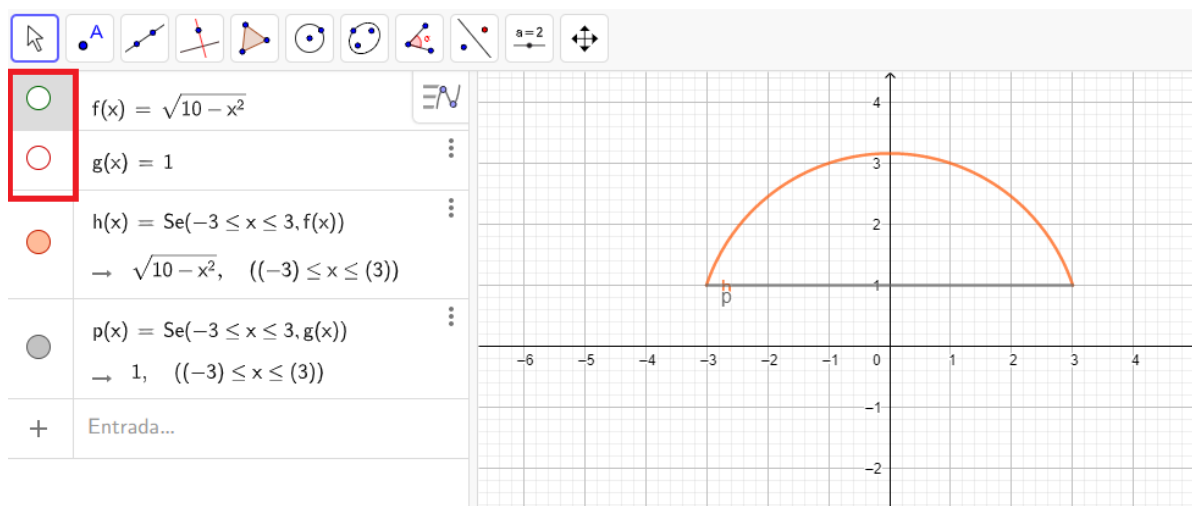 A
a=2
f(x) = √(10 − x²)
g(x) = 1
h(x) = Se(−3 ≤ x ≤ 3, f(x))
→ √(10 − x²), ((−3) ≤ x ≤ (3))
p(x) = Se(−3 ≤ x ≤ 3, g(x))
→ 1, ((−3) ≤ x ≤ (3))
+ Entrada...
4
3
2
1
h
p
−6 −5 −4 −3 −2 −1 0 1 2 3 4
−1
−2